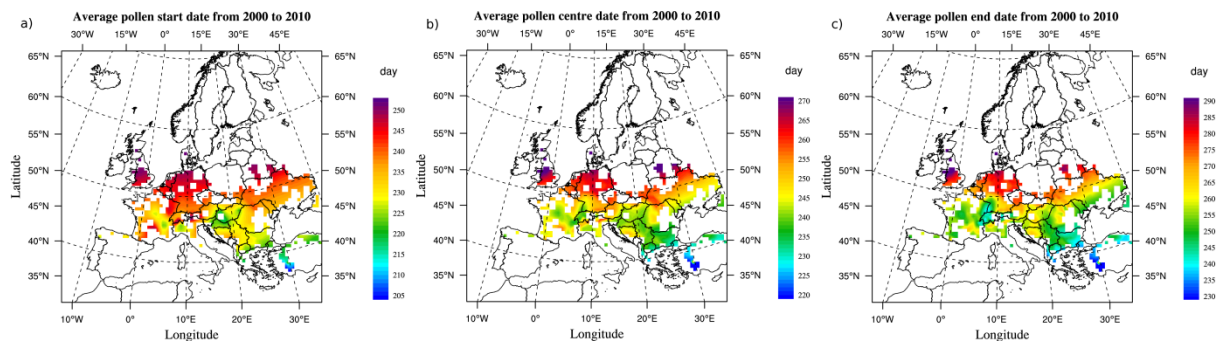 a)
Average pollen start date from 2000 to 2010
30°W 15°W 0° 15°E 30°E 45°E
65°N 65°N
60°N 60°N
55°N 55°N
50°N 50°N
45°N 45°N
40°N 40°N
35°N 35°N
10°W 0° 10°E 20°E 30°E
Latitude
Longitude
day
250
245
240
235
230
225
220
215
210
205
b)
Average pollen centre date from 2000 to 2010
30°W 15°W 0° 15°E 30°E 45°E
65°N 65°N
60°N 60°N
55°N 55°N
50°N 50°N
45°N 45°N
40°N 40°N
35°N 35°N
10°W 0° 10°E 20°E 30°E
Latitude
Longitude
day
270
265
260
255
250
245
240
235
230
225
220
c)
Average pollen end date from 2000 to 2010
30°W 15°W 0° 15°E 30°E 45°E
65°N 65°N
60°N 60°N
55°N 55°N
50°N 50°N
45°N 45°N
40°N 40°N
35°N 35°N
10°W 0° 10°E 20°E 30°E
Latitude
Longitude
day
290
285
280
275
270
265
260
255
250
245
240
235
230